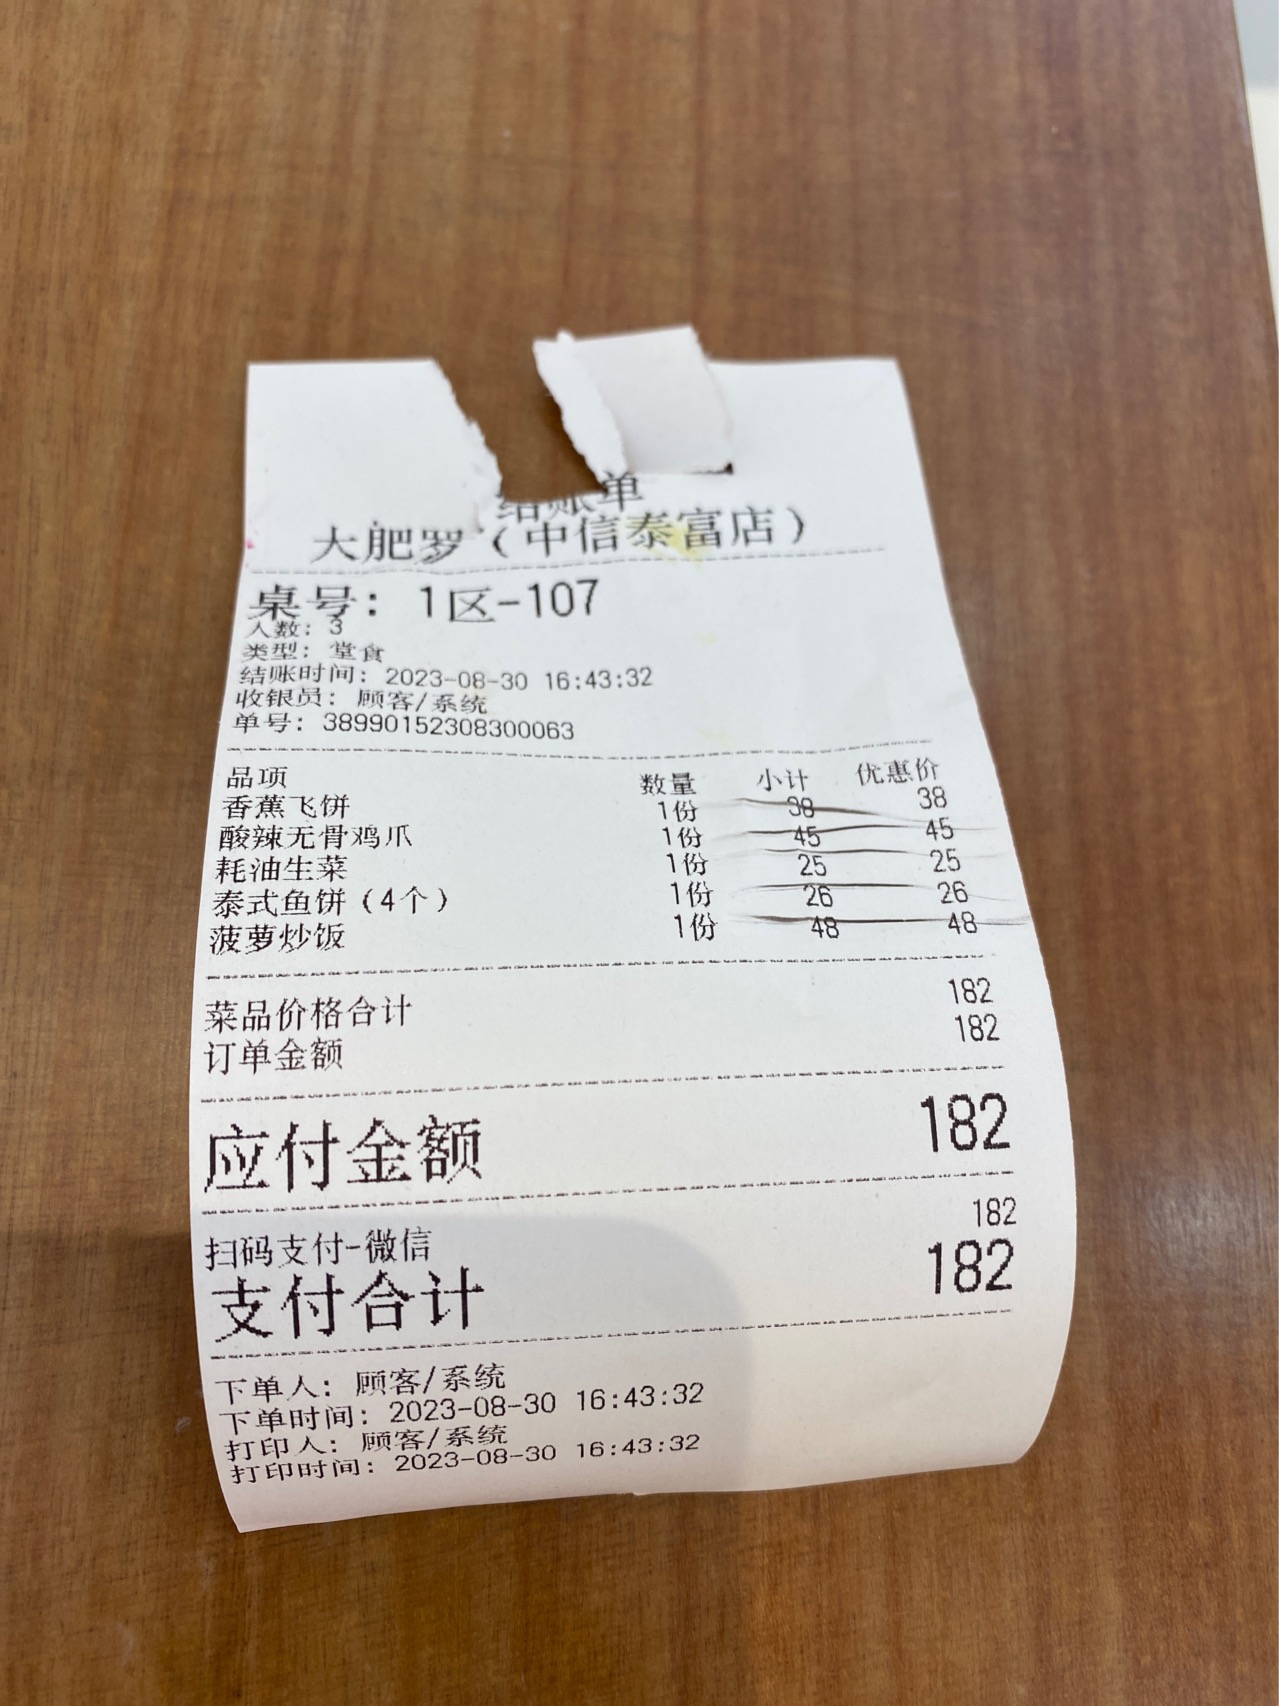 结账单
大肥罗（中信泰富店）
桌号：1区-107
人数：3
类型：堂食
结账时间：2023-08-30 16:43:32
收银员：顾客/系统
单号：389901523083000​63
品项 数量 小计 优惠价
香蕉飞饼 1份 38 38
酸辣无骨鸡爪 1份 45 45
耗油生菜 1份 25 25
泰式鱼饼（4个） 1份 26 26
菠萝炒饭 1份 48 48
菜品价格合计 182
订单金额 182
应付金额 182
扫码支付-微信 182
支付合计 182
下单人：顾客/系统
下单时间：2023-08-30 16:43:32
打印人：顾客/系统
打印时间：2023-08-30 16:43:32